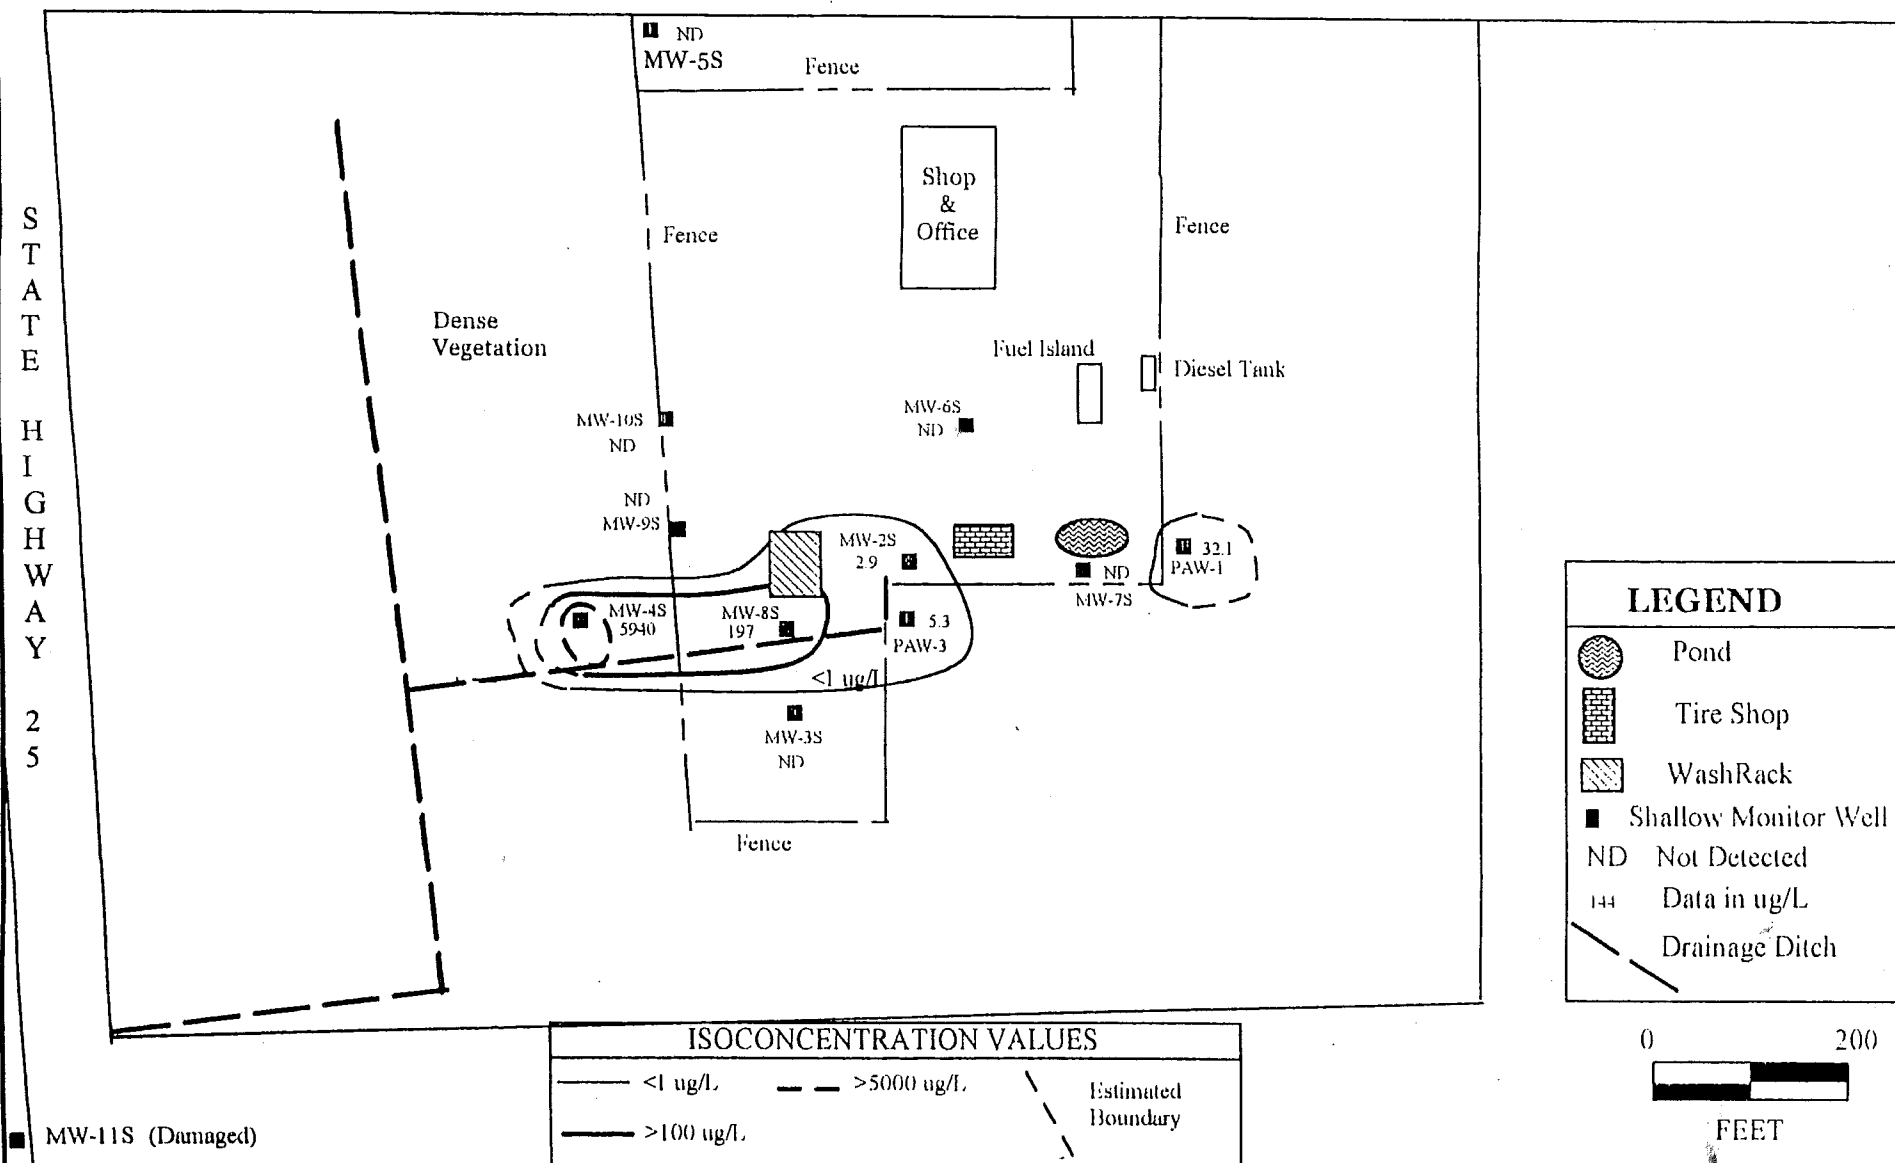 ND
MW-5S
Fence
Shop
&
Office
Fence
Fence
STATE HIGHWAY 25
Dense
Vegetation
Fuel Island
Diesel Tank
MW-10S
ND
MW-6S
ND
ND
MW-9S
MW-2S
2.9
32.1
PAW-1
ND
MW-7S
MW-4S
5940
MW-8S
197
5.3
PAW-3
<1 ug/L
MW-3S
ND
Fence
LEGEND
Pond
Tire Shop
WashRack
Shallow Monitor Well
ND Not Detected
144 Data in ug/L
Drainage Ditch
0 200
FEET
ISOCONCENTRATION VALUES
<1 ug/L >5000 ug/L
Estimated
Boundary
>100 ug/L
MW-11S (Damaged)